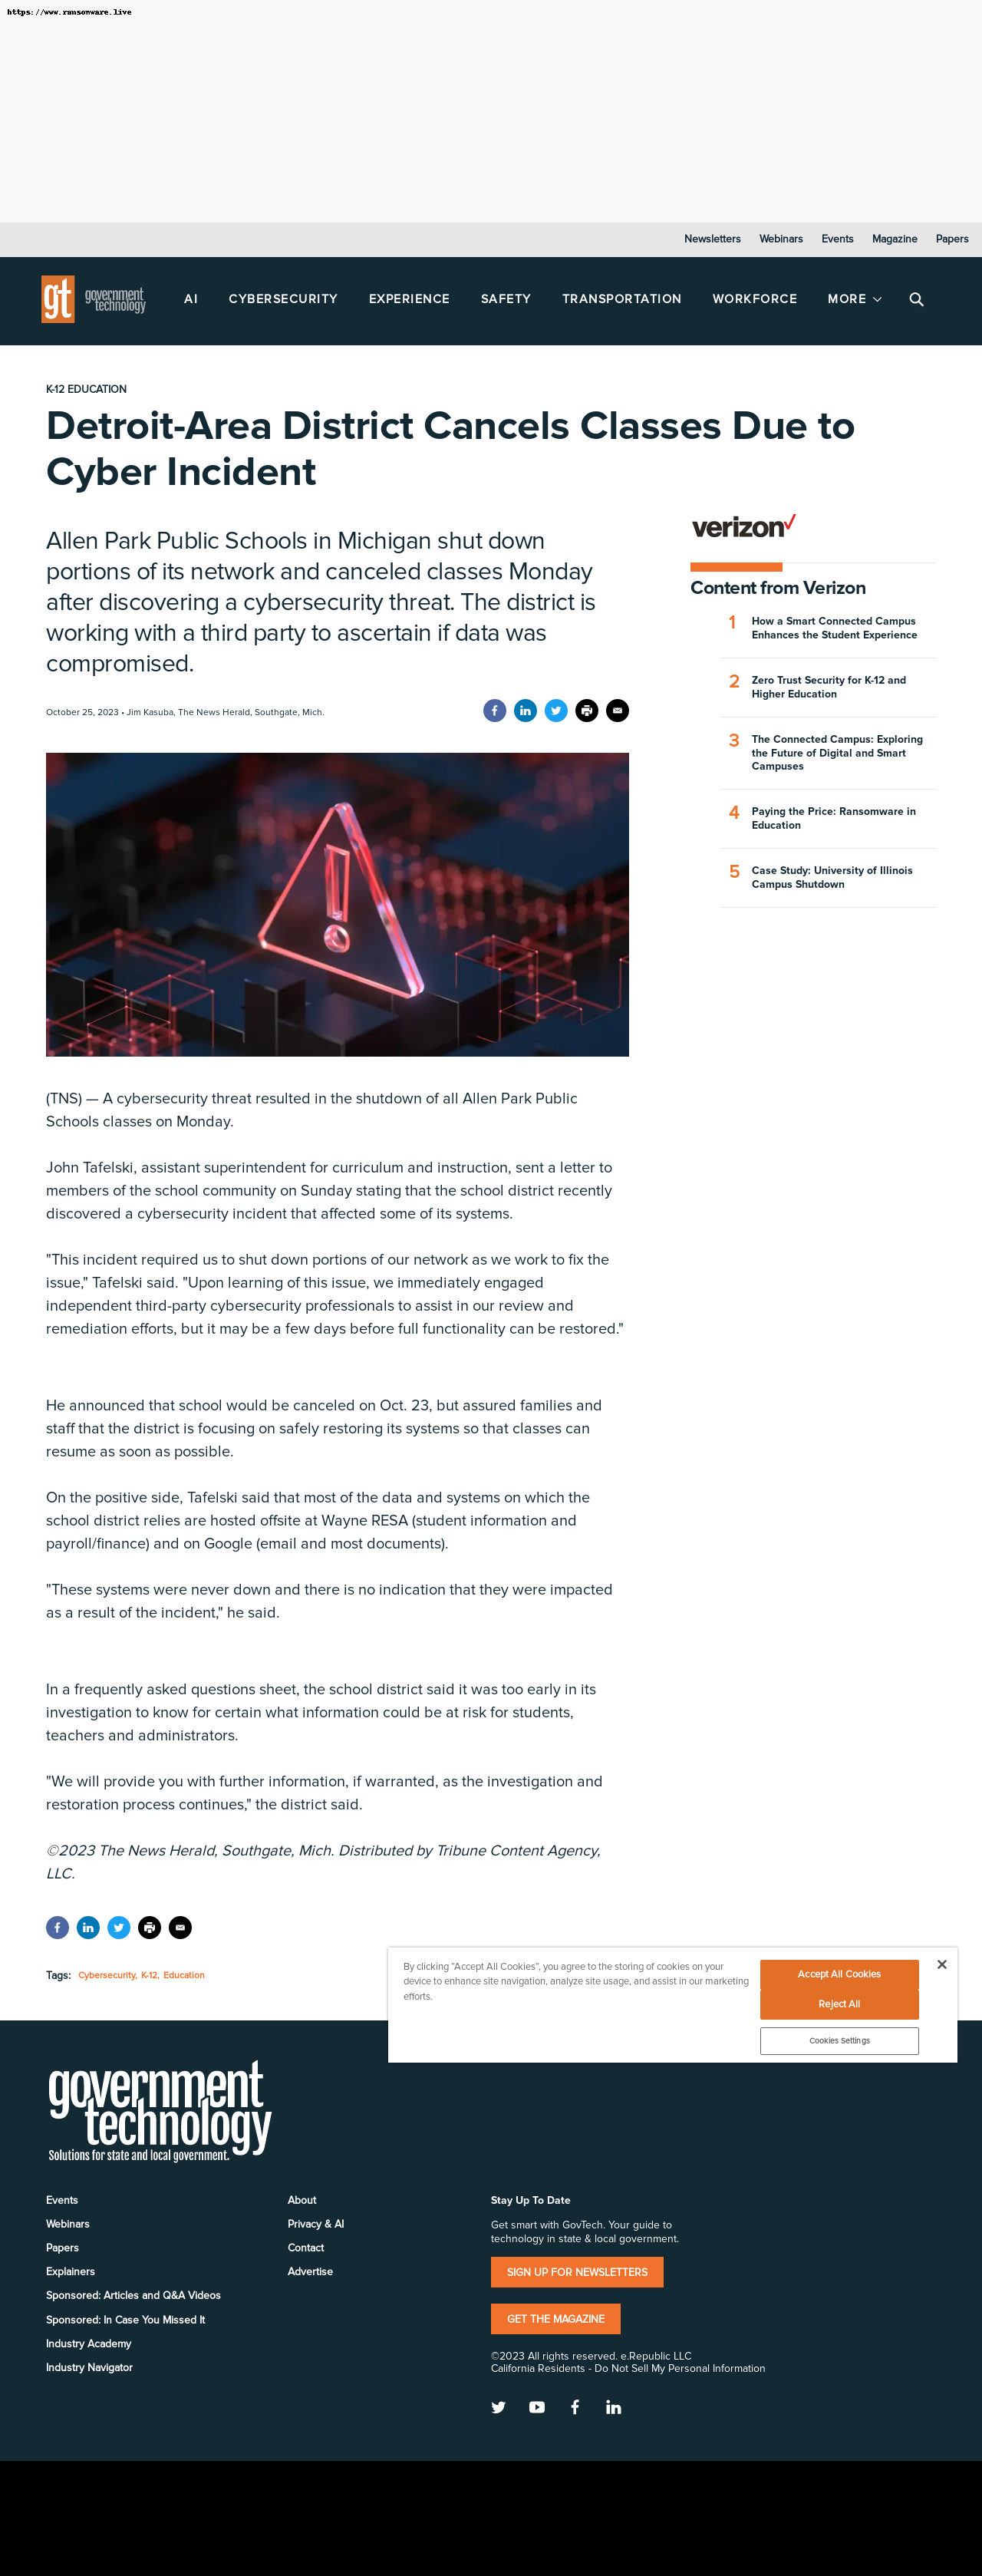 https://www.ransomware.live
Newsletters Webinars Events Magazine Papers
gt government technology AI CYBERSECURITY EXPERIENCE SAFETY TRANSPORTATION WORKFORCE MORE
K-12 EDUCATION
Detroit-Area District Cancels Classes Due to
Cyber Incident
Allen Park Public Schools in Michigan shut down
portions of its network and canceled classes Monday
after discovering a cybersecurity threat. The district is
working with a third party to ascertain if data was
compromised.
October 25, 2023 • Jim Kasuba, The News Herald, Southgate, Mich.
verizon
Content from Verizon
1 How a Smart Connected Campus
Enhances the Student Experience
2 Zero Trust Security for K-12 and
Higher Education
3 The Connected Campus: Exploring
the Future of Digital and Smart
Campuses
4 Paying the Price: Ransomware in
Education
5 Case Study: University of Illinois
Campus Shutdown
(TNS) — A cybersecurity threat resulted in the shutdown of all Allen Park Public
Schools classes on Monday.
John Tafelski, assistant superintendent for curriculum and instruction, sent a letter to
members of the school community on Sunday stating that the school district recently
discovered a cybersecurity incident that affected some of its systems.
"This incident required us to shut down portions of our network as we work to fix the
issue," Tafelski said. "Upon learning of this issue, we immediately engaged
independent third-party cybersecurity professionals to assist in our review and
remediation efforts, but it may be a few days before full functionality can be restored."
He announced that school would be canceled on Oct. 23, but assured families and
staff that the district is focusing on safely restoring its systems so that classes can
resume as soon as possible.
On the positive side, Tafelski said that most of the data and systems on which the
school district relies are hosted offsite at Wayne RESA (student information and
payroll/finance) and on Google (email and most documents).
"These systems were never down and there is no indication that they were impacted
as a result of the incident," he said.
In a frequently asked questions sheet, the school district said it was too early in its
investigation to know for certain what information could be at risk for students,
teachers and administrators.
"We will provide you with further information, if warranted, as the investigation and
restoration process continues," the district said.
©2023 The News Herald, Southgate, Mich. Distributed by Tribune Content Agency,
LLC.
Tags: Cybersecurity, K-12, Education
By clicking “Accept All Cookies”, you agree to the storing of cookies on your
device to enhance site navigation, analyze site usage, and assist in our marketing
efforts.
Accept All Cookies
Reject All
Cookies Settings
government
technology
Solutions for state and local government.
Events
Webinars
Papers
Explainers
Sponsored: Articles and Q&A Videos
Sponsored: In Case You Missed It
Industry Academy
Industry Navigator
About
Privacy & AI
Contact
Advertise
Stay Up To Date
Get smart with GovTech. Your guide to
technology in state & local government.
SIGN UP FOR NEWSLETTERS
GET THE MAGAZINE
©2023 All rights reserved. e.Republic LLC
California Residents - Do Not Sell My Personal Information